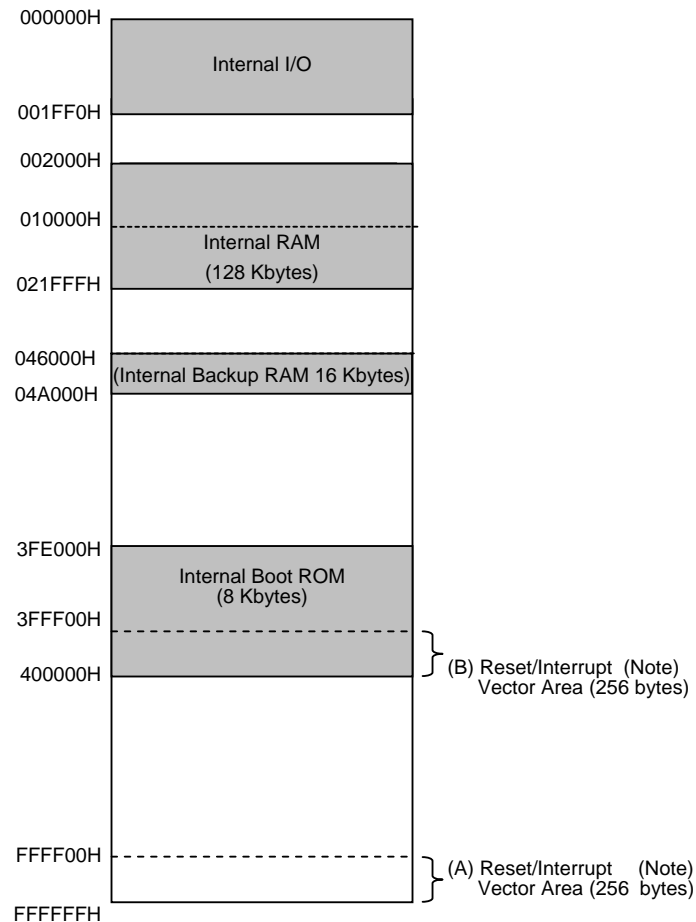 000000H
Internal I/O
001FF0H
002000H
010000H
Internal RAM
(128 Kbytes)
021FFFH
046000H
(Internal Backup RAM 16 Kbytes)
04A000H
3FE000H
Internal Boot ROM
(8 Kbytes)
3FFF00H
(B) Reset/Interrupt (Note)
Vector Area (256 bytes)
400000H
FFFF00H
(A) Reset/Interrupt (Note)
Vector Area (256 bytes)
FFFFFFH